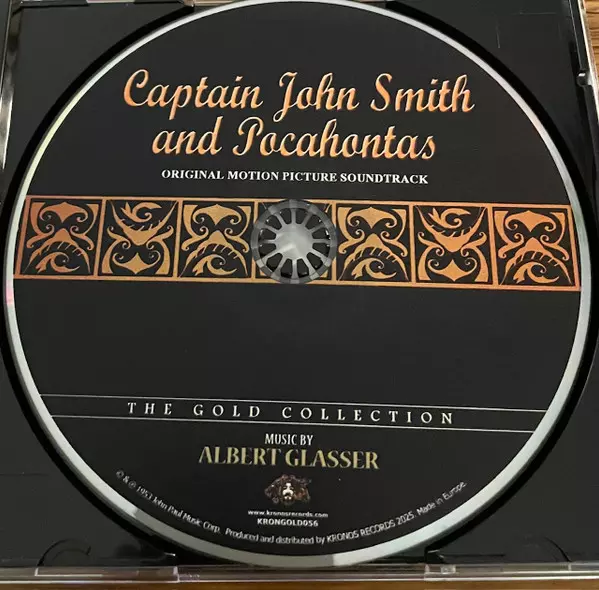 Captain John Smith
and Pocahontas
ORIGINAL MOTION PICTURE SOUNDTRACK
THE GOLD COLLECTION
MUSIC BY
ALBERT GLASSER
www.kronosrecords.com
KRONGOLD056
© & ℗ 1953 John Paul Music Corp. Produced and distributed by KRONOS RECORDS 2025. Made in Europe.